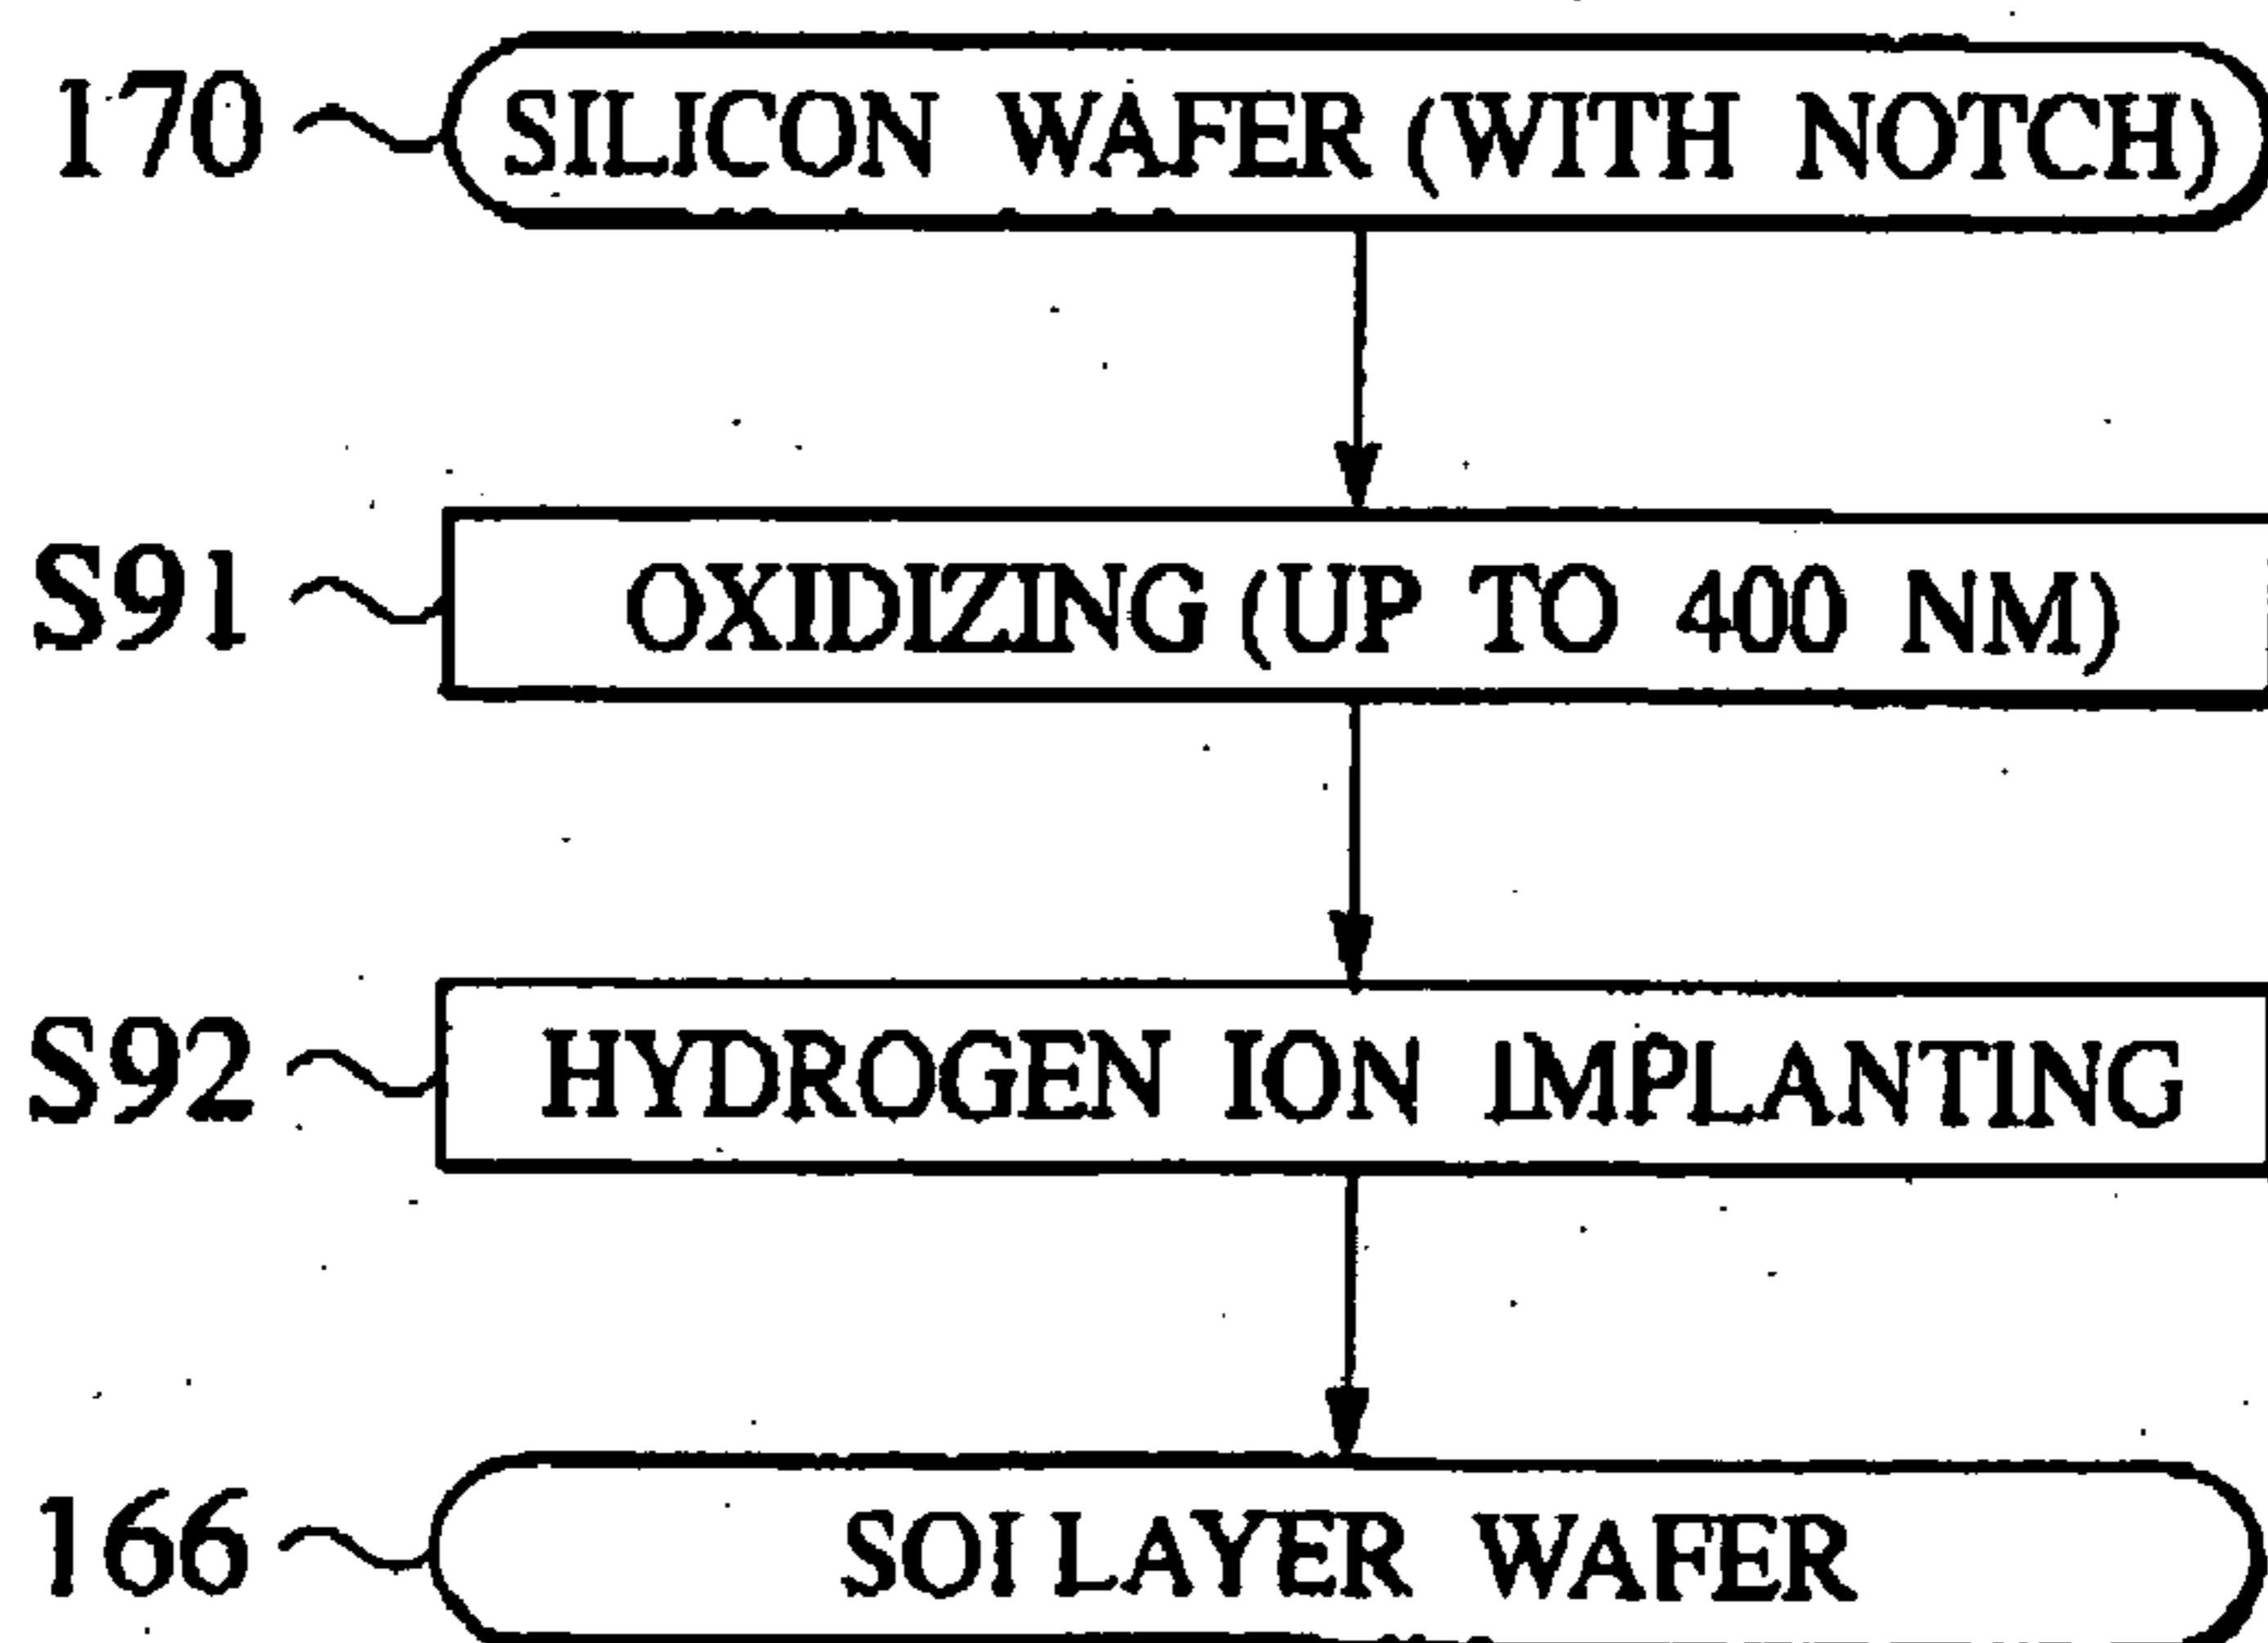 170 SILICON WAFER (WITH NOTCH)
S91 OXIDIZING (UP TO 400 NM)
S92 HYDROGEN ION IMPLANTING
166 SOI LAYER WAFER